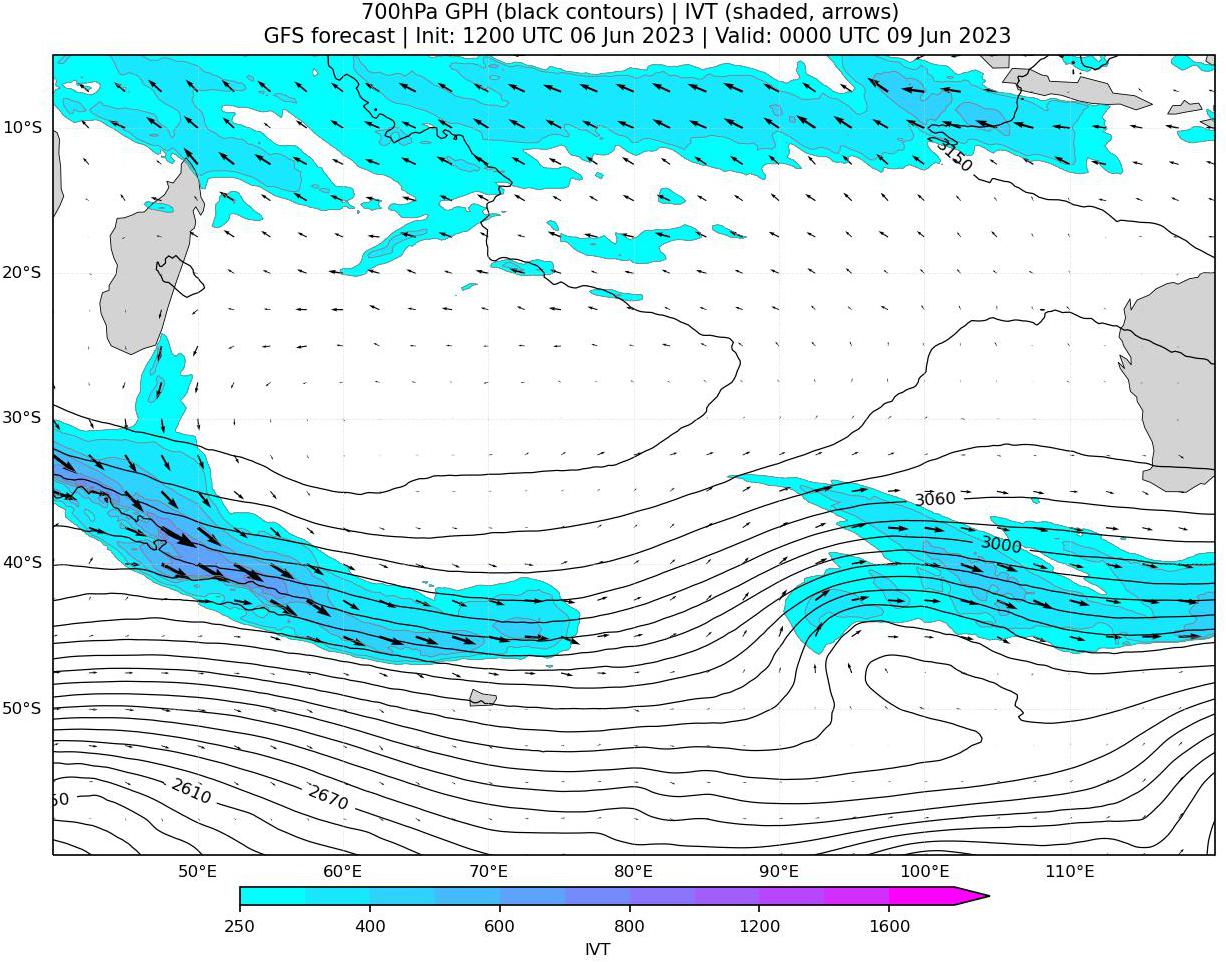 700hPa GPH (black contours) | IVT (shaded, arrows)
GFS forecast | Init: 1200 UTC 06 Jun 2023 | Valid: 0000 UTC 09 Jun 2023
10°S
3150
20°S
30°S
3060
3000
40°S
50°S
2610
2670
50
50°E
60°E
70°E
80°E
90°E
100°E
110°E
250
400
600
800
1200
1600
IVT